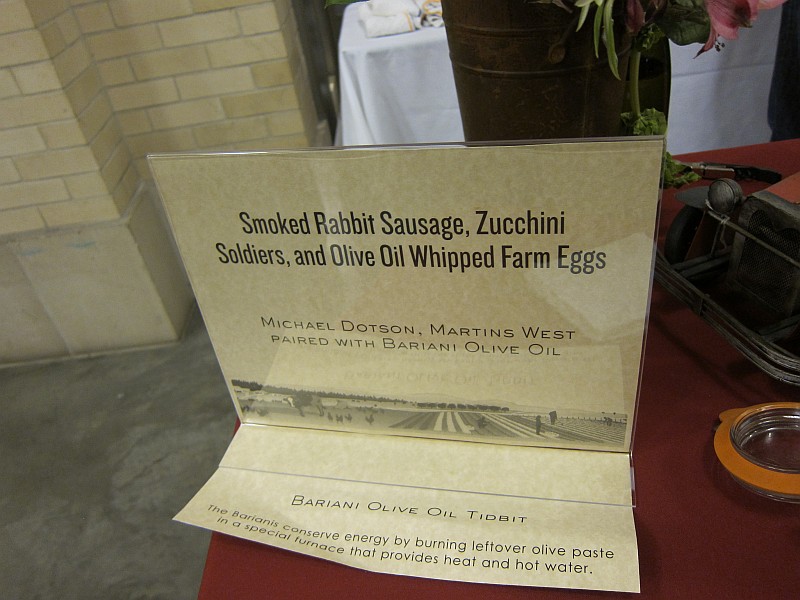 Smoked Rabbit Sausage, Zucchini
Soldiers, and Olive Oil Whipped Farm Eggs
Michael Dotson, Martins West
paired with Bariani Olive Oil
Bariani Olive Oil Tidbit
The Barianis conserve energy by burning leftover olive paste
in a special furnace that provides heat and hot water.